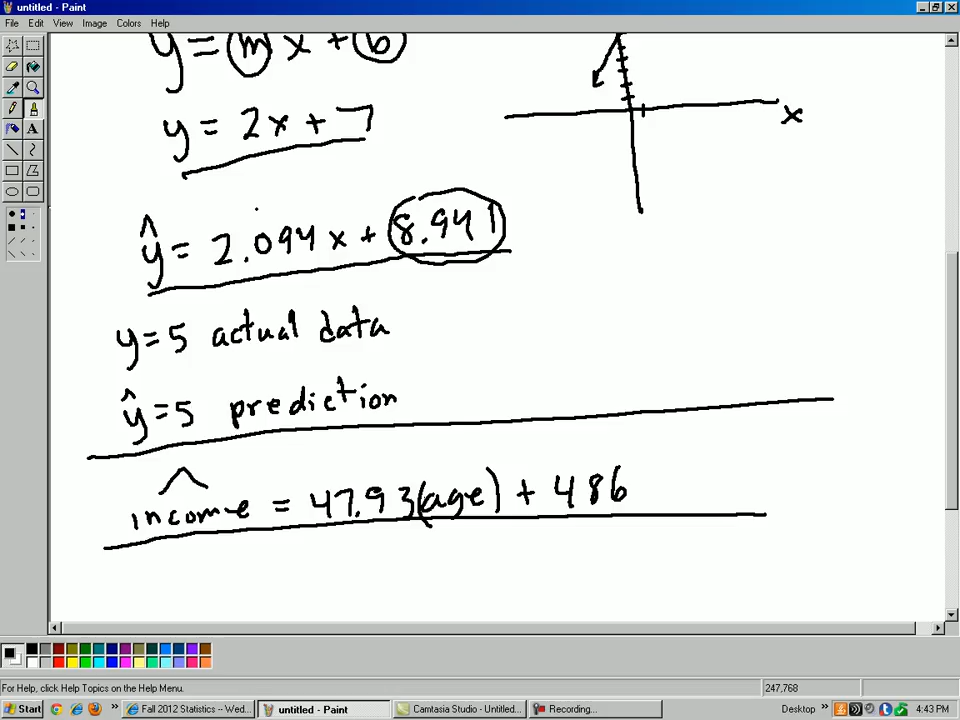 untitled - Paint
File Edit View Image Colors Help
y = mx + b
y = 2x + 7
x
ŷ = 2.094x + 8.941
y = 5 actual data
ŷ = 5 prediction
income = 47.93(age) + 486
For Help, click Help Topics on the Help Menu.
247,768
Start
Fall 2012 Statistics -- Wed...
untitled - Paint
Camtasia Studio - Untitled...
Recording...
Desktop
4:43 PM